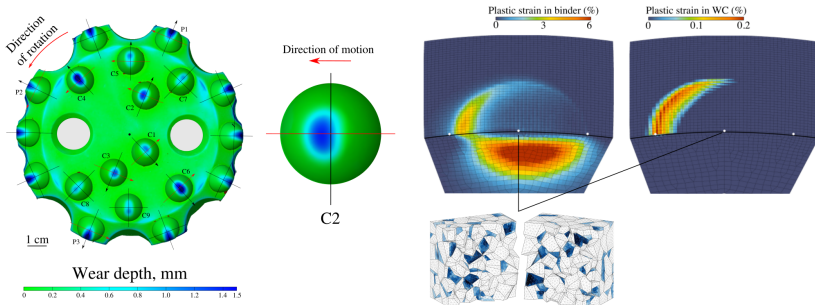 Direction
of rotation
P1
C5
P2
C4
C2
C7
C1
C3
C6
C8
C9
P3
1 cm
Wear depth, mm
0 0.2 0.4 0.6 0.8 1 1.2 1.4 1.5
Direction of motion
C2
Plastic strain in binder (%)
0 3 6
Plastic strain in WC (%)
0 0.1 0.2